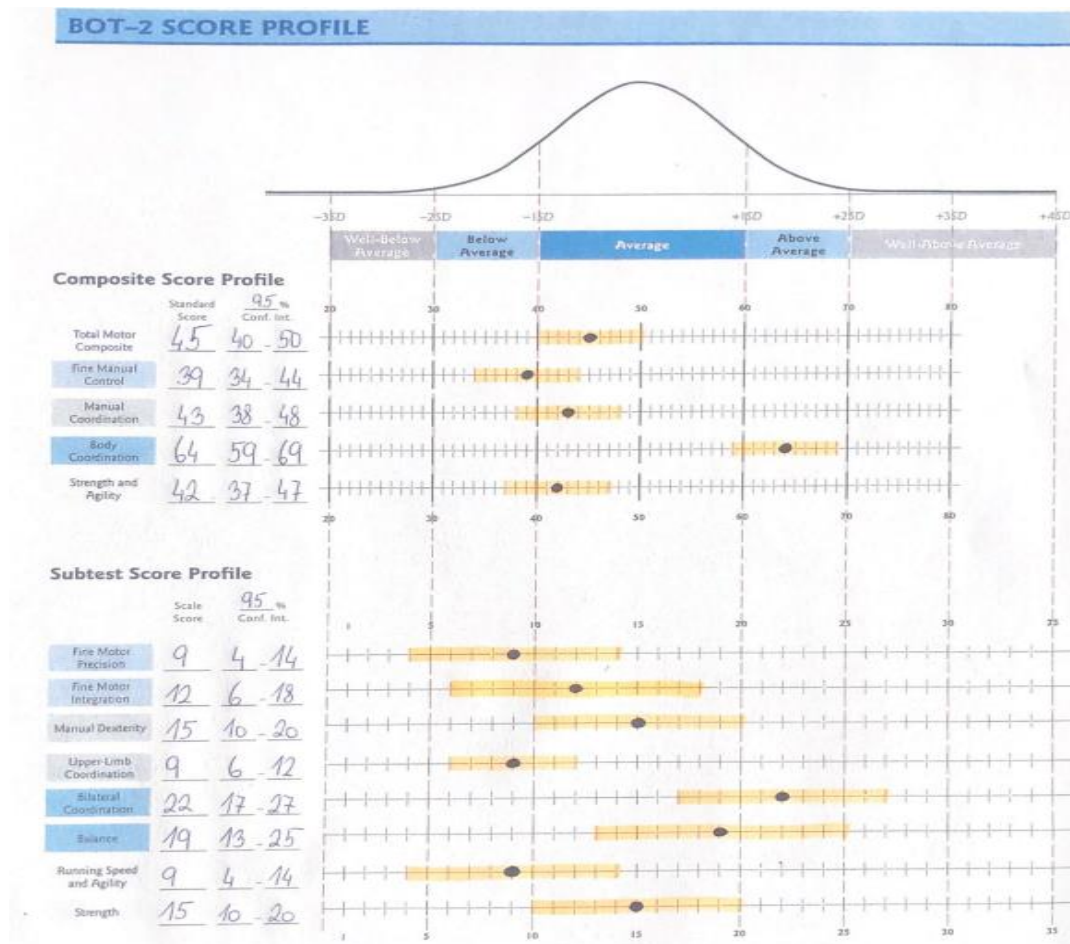 BOT–2 SCORE PROFILE
−3SD −2SD −1SD +1SD +2SD +3SD +4SD
Well-Below Average Below Average Average Above Average Well-Above Average
Composite Score Profile
Standard Score 95 % Conf. Int.
20 30 40 50 60 70 80
Total Motor Composite 45 40 - 50
Fine Manual Control 39 34 - 44
Manual Coordination 43 38 - 48
Body Coordination 64 59 - 69
Strength and Agility 42 37 - 47
20 30 40 50 60 70 80
Subtest Score Profile
Scale Score 95 % Conf. Int.
1 5 10 15 20 25 30 35
Fine Motor Precision 9 4 - 14
Fine Motor Integration 12 6 - 18
Manual Dexterity 15 10 - 20
Upper-Limb Coordination 9 6 - 12
Bilateral Coordination 22 17 - 27
Balance 19 13 - 25
Running Speed and Agility 9 4 - 14
Strength 15 10 - 20
1 5 10 15 20 25 30 35